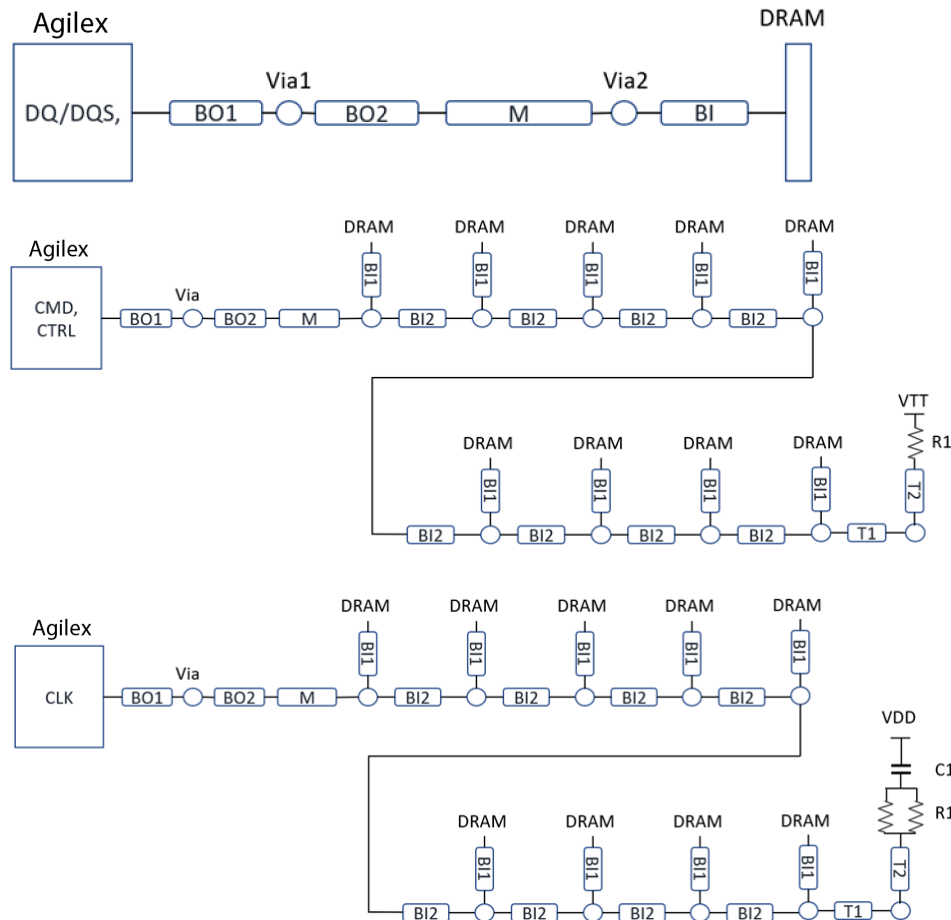 Agilex
DRAM
Via1
Via2
DQ/DQS,
BO1
BO2
M
BI
DRAM DRAM DRAM DRAM DRAM
Agilex
BI1 BI1 BI1 BI1 BI1
Via
CMD,
CTRL
BO1 BO2 M BI2 BI2 BI2 BI2
VTT
R1
DRAM DRAM DRAM DRAM
BI1 BI1 BI1 BI1 T2
BI2 BI2 BI2 BI2 T1
DRAM DRAM DRAM DRAM DRAM
Agilex
BI1 BI1 BI1 BI1 BI1
Via
CLK BO1 BO2 M BI2 BI2 BI2 BI2
VDD
C1
R1
DRAM DRAM DRAM DRAM
BI1 BI1 BI1 BI1 T2
BI2 BI2 BI2 BI2 T1